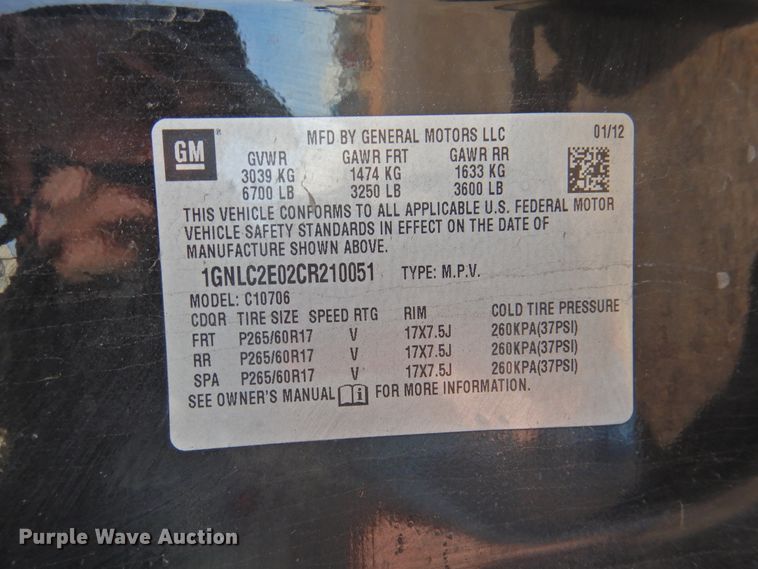 GM
MFD BY GENERAL MOTORS LLC 01/12
GVWR GAWR FRT GAWR RR
3039 KG 1474 KG 1633 KG
6700 LB 3250 LB 3600 LB
THIS VEHICLE CONFORMS TO ALL APPLICABLE U.S. FEDERAL MOTOR
VEHICLE SAFETY STANDARDS IN EFFECT ON THE DATE OF
MANUFACTURE SHOWN ABOVE.
1GNLC2E02CR210051 TYPE: M.P.V.
MODEL: C10706
CDQR TIRE SIZE SPEED RTG RIM COLD TIRE PRESSURE
FRT P265/60R17 V 17X7.5J 260KPA(37PSI)
RR P265/60R17 V 17X7.5J 260KPA(37PSI)
SPA P265/60R17 V 17X7.5J 260KPA(37PSI)
SEE OWNER'S MANUAL FOR MORE INFORMATION.
Purple Wave Auction®